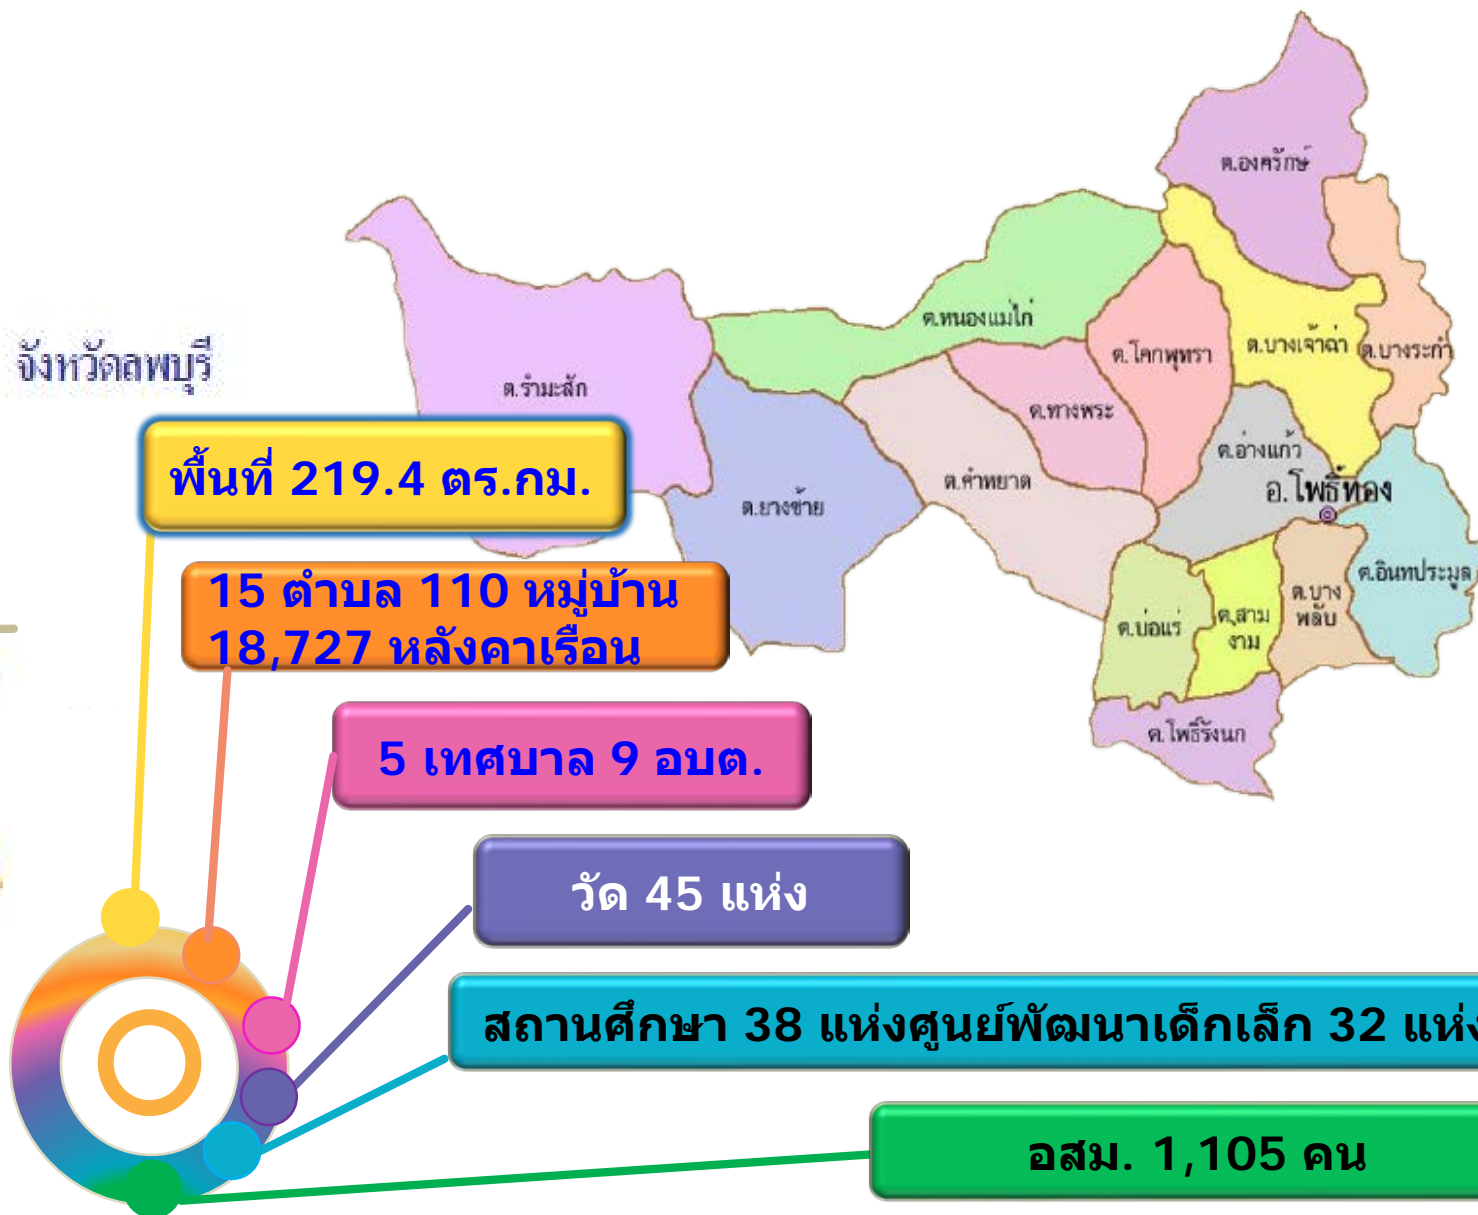 ต.องครักษ์
ต.หนองแม่ไก่
ต.โคกพุทรา
ต.บางเจ้าฉ่า
ต.บางระกำ
จังหวัดลพบุรี
ต.รำมะสัก
ต.ทางพระ
ต.อ่างแก้ว
ต.คำหยาด
ต.ยางช้าย
อ.โพธิ์ทอง
ต.อินทประมูล
ต.บาง
พลับ
ต.สาม
งาม
ต.บ่อแร่
ต.โพธิ์รังนก
พื้นที่ 219.4 ตร.กม.
15 ตำบล 110 หมู่บ้าน
18,727 หลังคาเรือน
5 เทศบาล 9 อบต.
วัด 45 แห่ง
สถานศึกษา 38 แห่งศูนย์พัฒนาเด็กเล็ก 32 แห่ง
อสม. 1,105 คน